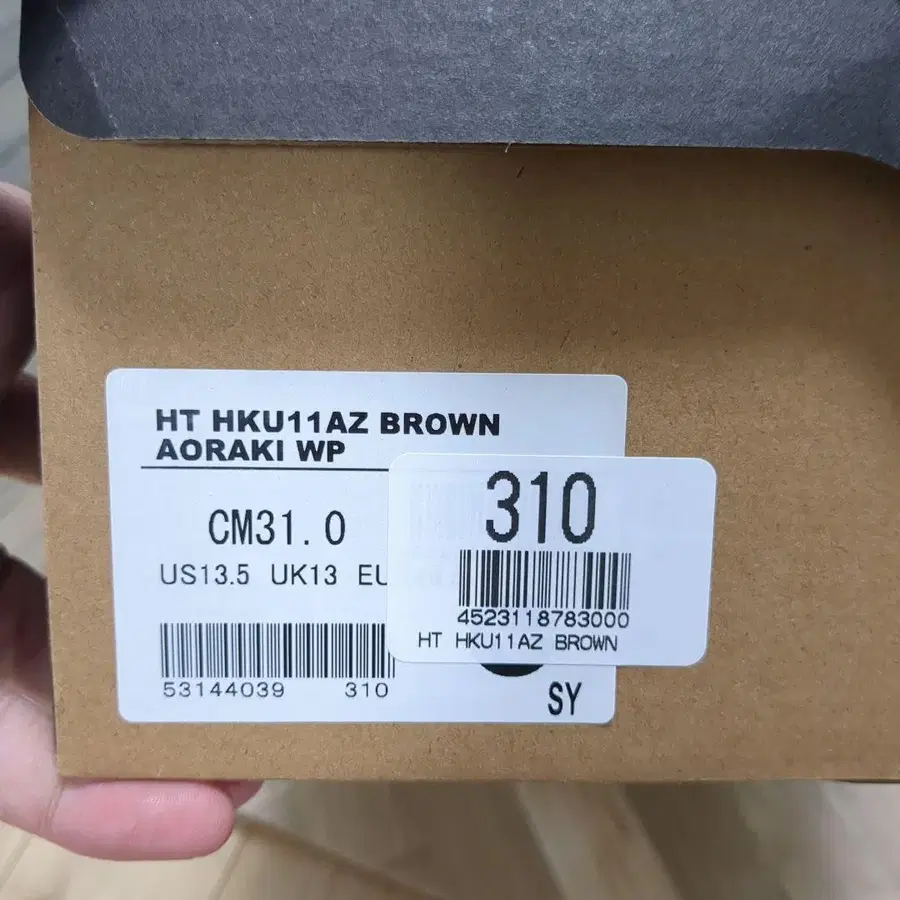 HT HKU11AZ BROWN
AORAKI WP
CM31.0
US13.5 UK13 EU
53144039 310
SY
310
4523118783000
HT HKU11AZ BROWN